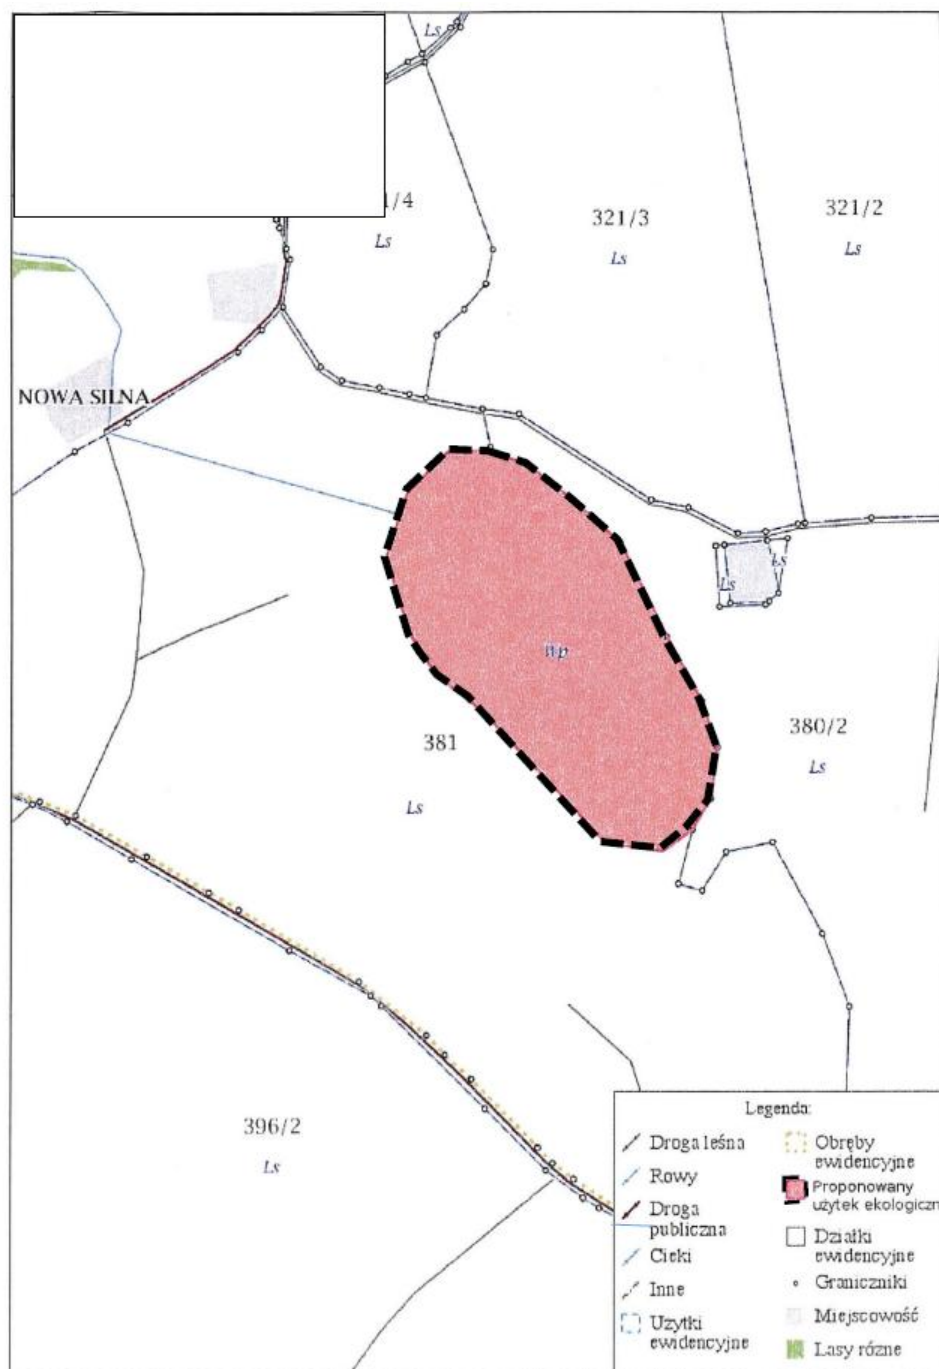 Ls
1/4
Ls
321/3
Ls
321/2
Ls
NOWA SILNA
Ls
Ls
Wp
381
Ls
380/2
Ls
396/2
Ls
Legenda:
Droga leśna
Rowy
Droga
publiczna
Cieki
Inne
Użytki
ewidencyjne
Obręby
ewidencyjne
Proponowany
użytek ekologiczn
Działki
ewidencyjne
Graniczniki
Miejscowość
Lasy różne